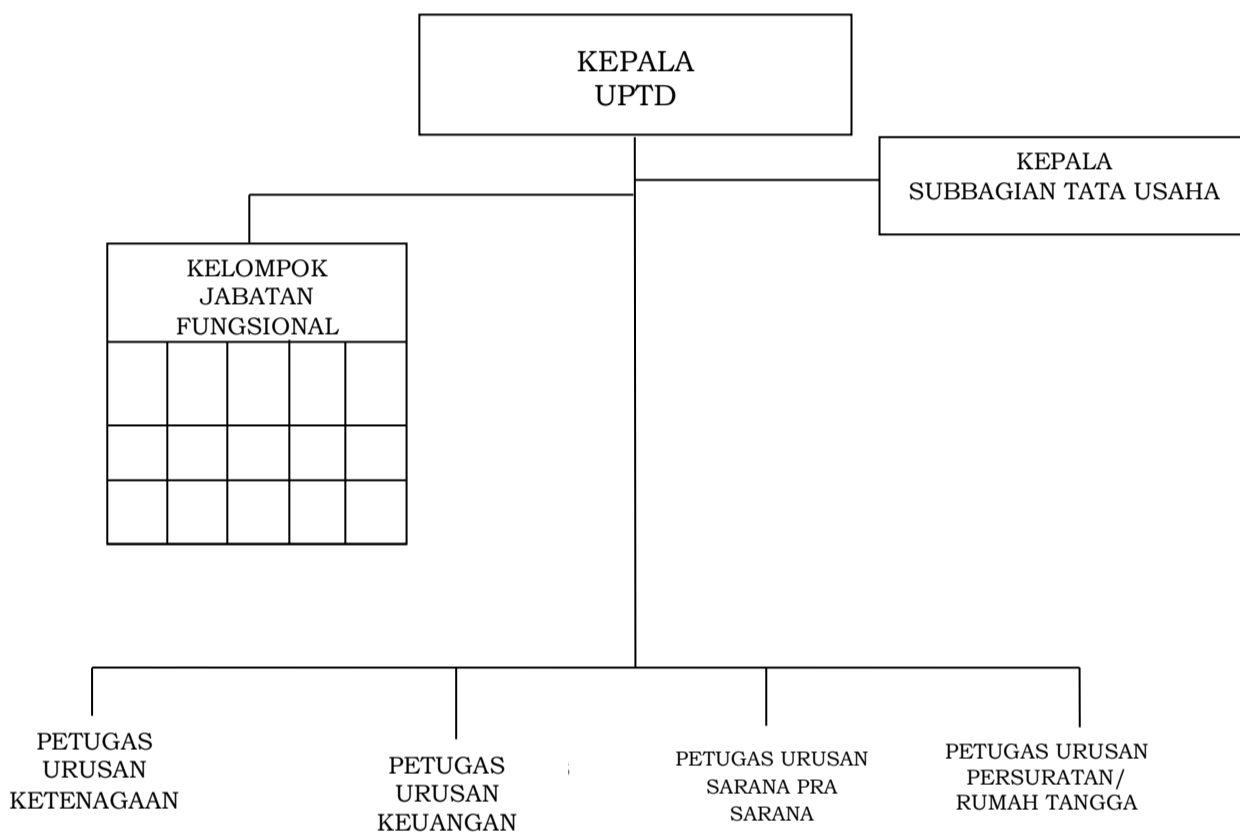 KEPALA
UPTD
KEPALA
SUBBAGIAN TATA USAHA
KELOMPOK
JABATAN
FUNGSIONAL
PETUGAS
URUSAN
KETENAGAAN
PETUGAS
URUSAN
KEUANGAN
PETUGAS URUSAN
SARANA PRA
SARANA
PETUGAS URUSAN
PERSURATAN/
RUMAH TANGGA